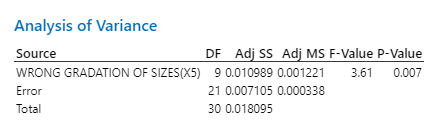 Analysis of Variance
Source DF Adj SS Adj MS F-Value P-Value
WRONG GRADATION OF SIZES(X5) 9 0.010989 0.001221 3.61 0.007
Error 21 0.007105 0.000338
Total 30 0.018095